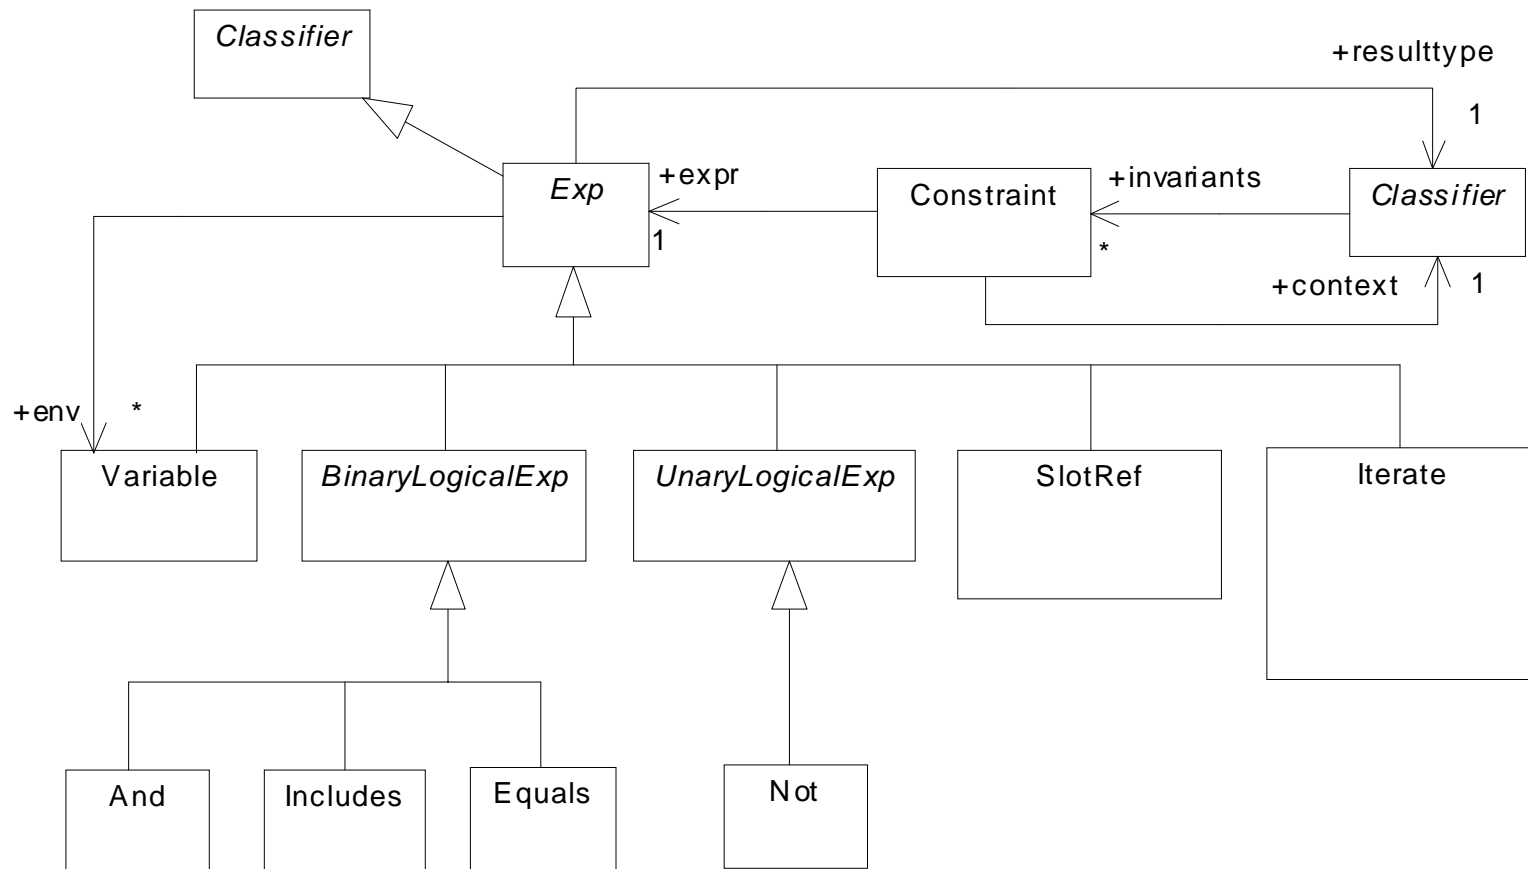 Classifier
+resulttype
1
Exp
+expr
1
Constraint
+invariants
*
Classifier
+context
1
+env
*
Variable
BinaryLogicalExp
UnaryLogicalExp
SlotRef
Iterate
And
Includes
Equals
Not